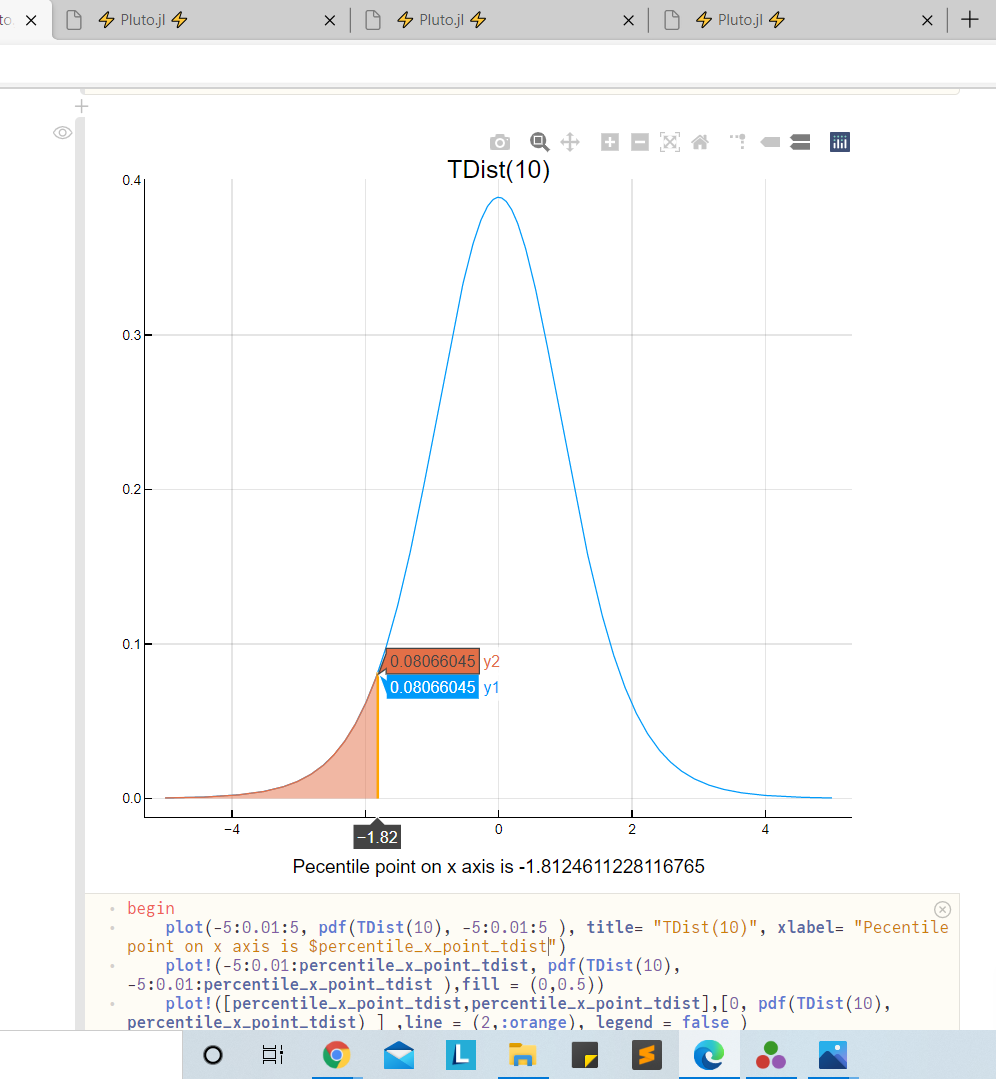 to.
⚡ Pluto.jl ⚡
⚡ Pluto.jl ⚡
⚡ Pluto.jl ⚡
TDist(10)
0.4
0.3
0.2
0.1
0.0
0.08066045 y2
0.08066045 y1
−4
−1.82
0
2
4
Pecentile point on x axis is -1.8124611228116765
begin
plot(-5:0.01:5, pdf(TDist(10), -5:0.01:5 ), title= "TDist(10)", xlabel= "Pecentile
point on x axis is $percentile_x_point_tdist")
plot!(-5:0.01:percentile_x_point_tdist, pdf(TDist(10),
-5:0.01:percentile_x_point_tdist ),fill = (0,0.5))
plot!([percentile_x_point_tdist,percentile_x_point_tdist],[0, pdf(TDist(10),
percentile_x_point_tdist) ] ,line = (2,:orange), legend = false )
L